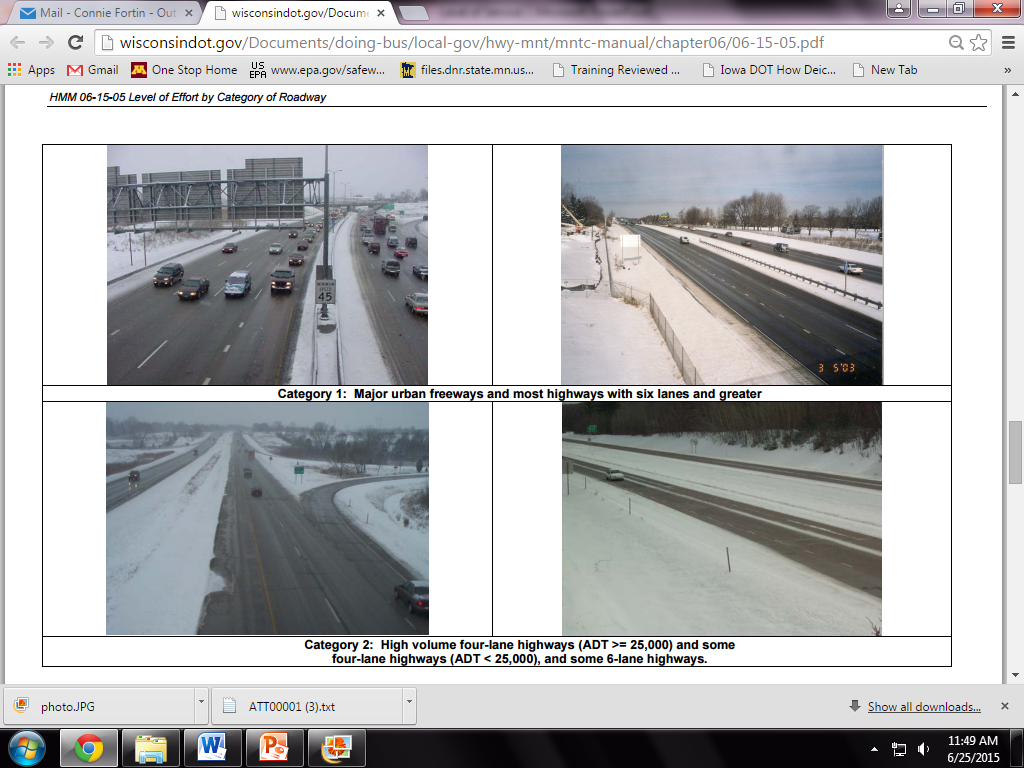 Mail - Connie Fortin - Out
wisconsindot.gov/Docume
wisconsindot.gov/Documents/doing-bus/local-gov/hwy-mnt/mntc-manual/chapter06/06-15-05.pdf
Apps
Gmail
One Stop Home
US EPA www.epa.gov/safew...
files.dnr.state.mn.us...
Training Reviewed ...
Iowa DOT How Deic...
New Tab
»
HMM 06-15-05 Level of Effort by Category of Roadway
SPEED
45
3 5'03
Category 1: Major urban freeways and most highways with six lanes and greater
Category 2: High volume four-lane highways (ADT >= 25,000) and some
four-lane highways (ADT < 25,000), and some 6-lane highways.
photo.JPG
ATT00001 (3).txt
Show all downloads...
11:49 AM
6/25/2015